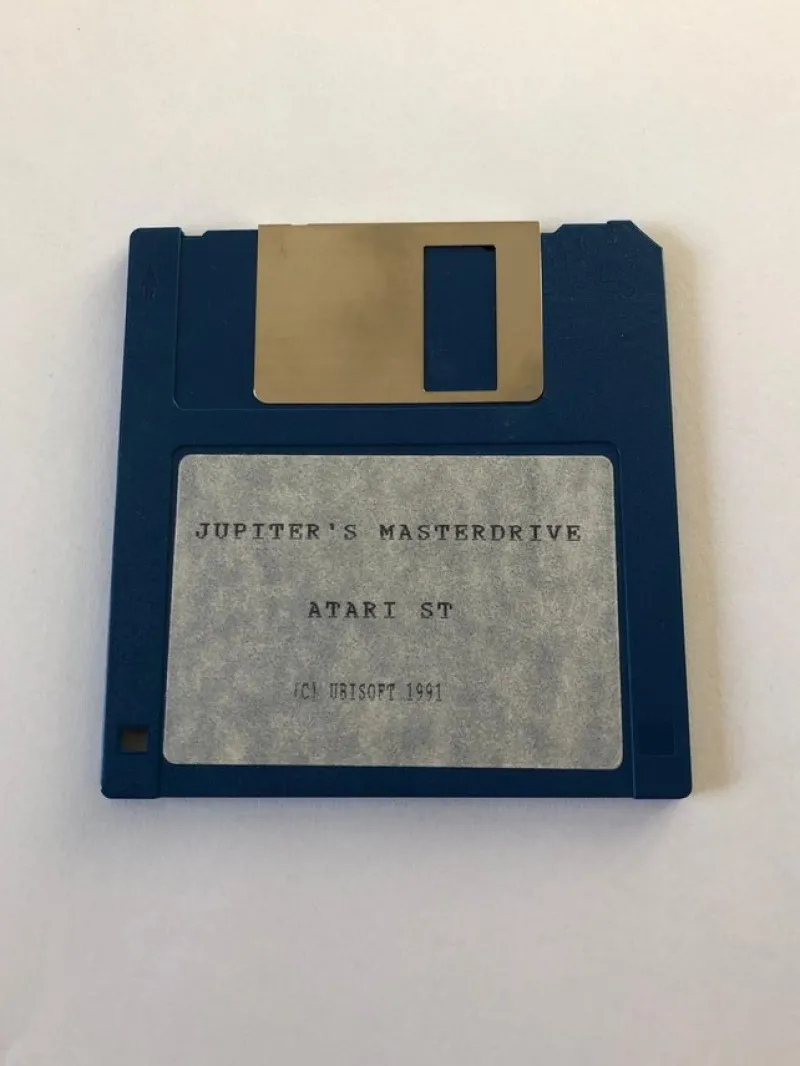 JUPITER'S MASTERDRIVE
ATARI ST
(C) UBISOFT 1991